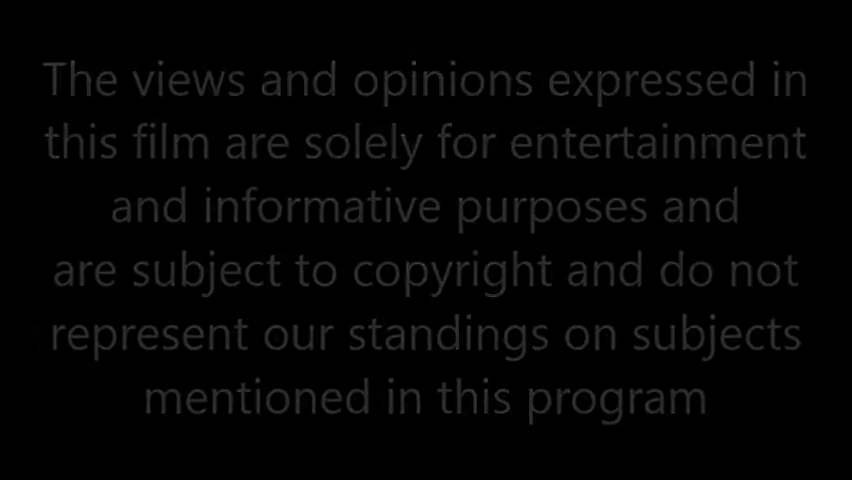 The views and opinions expressed in
this film are solely for entertainment
and informative purposes and
are subject to copyright and do not
represent our standings on subjects
mentioned in this program